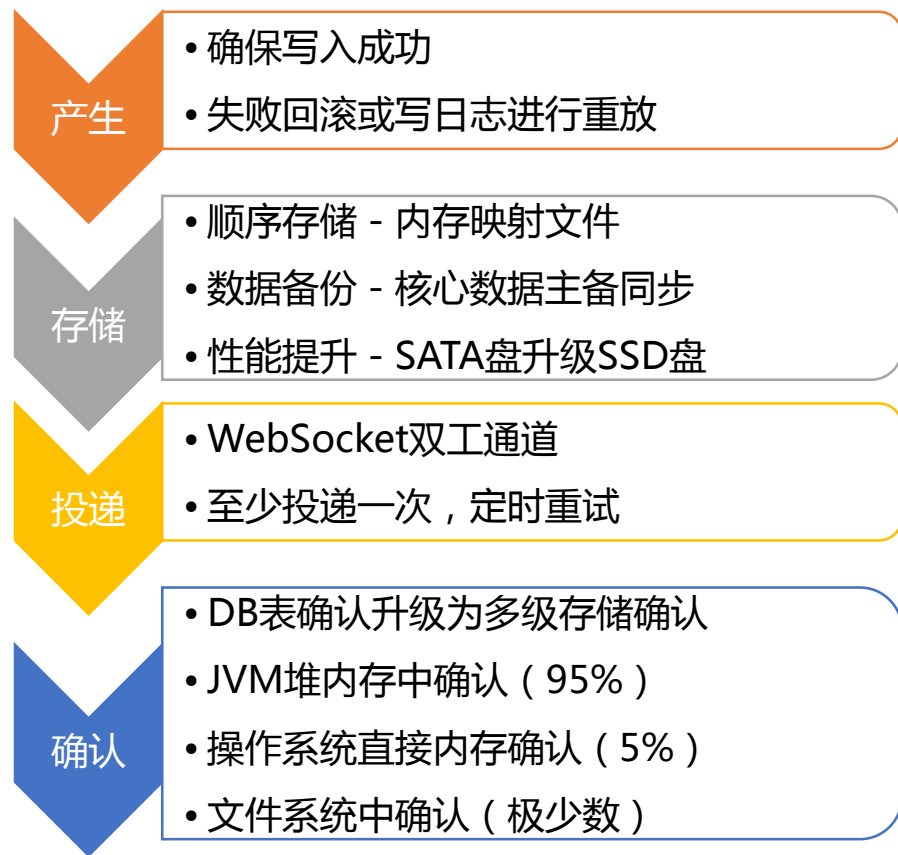 产生
• 确保写入成功
• 失败回滚或写日志进行重放
存储
• 顺序存储 - 内存映射文件
• 数据备份 - 核心数据主备同步
• 性能提升 - SATA盘升级SSD盘
投递
• WebSocket双工通道
• 至少投递一次，定时重试
确认
• DB表确认升级为多级存储确认
• JVM堆内存中确认（95%）
• 操作系统直接内存确认（5%）
• 文件系统中确认（极少数）